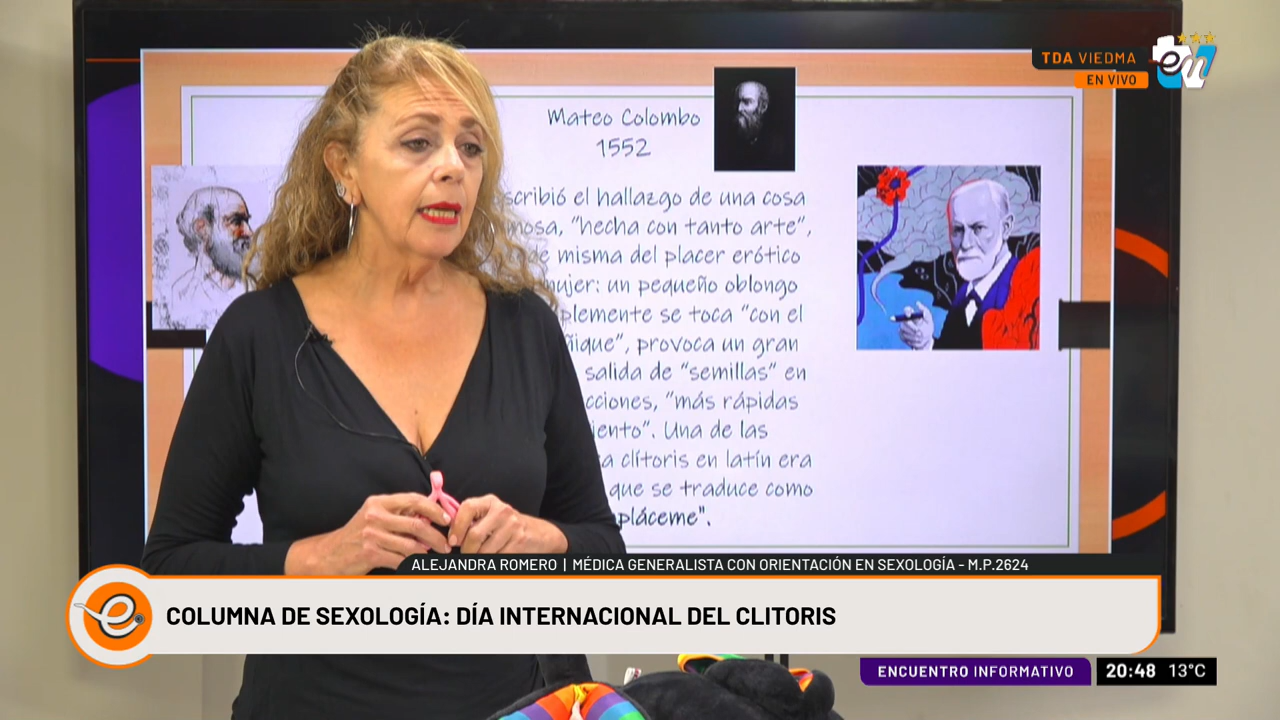 TDA VIEDMA
EN VIVO
em
Mateo Colombo
1552
scribió el hallazgo de una cosa
mosa, "hecha con tanto arte",
de misma del placer erótico
mujer: un pequeño oblongo
plemente se toca "con el
ñique", provoca un gran
salida de "semillas" en
cciones, "más rápidas
iento". Una de las
a clítoris en latín era
que se traduce como
pláceme".
ALEJANDRA ROMERO | MÉDICA GENERALISTA CON ORIENTACIÓN EN SEXOLOGÍA - M.P.2624
e
COLUMNA DE SEXOLOGÍA: DÍA INTERNACIONAL DEL CLITORIS
ENCUENTRO INFORMATIVO
20:48 13°C